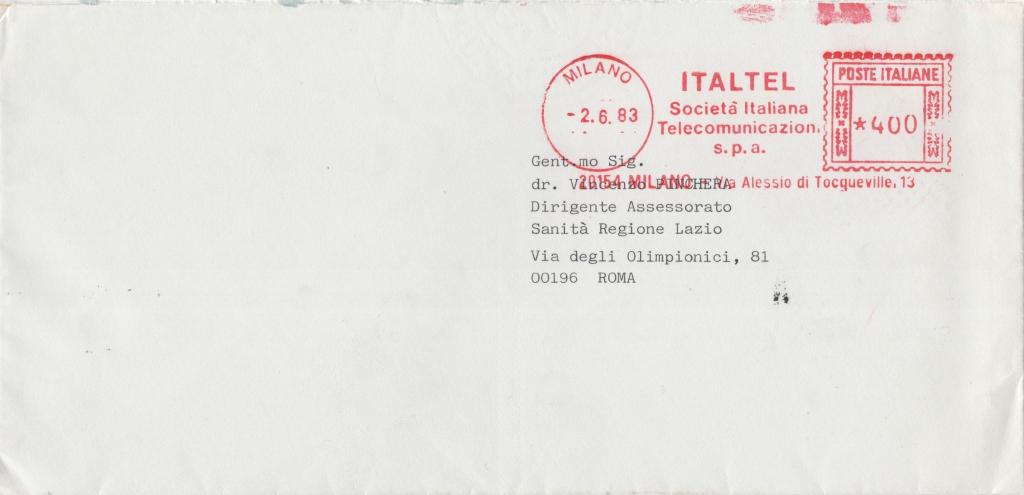 MILANO
- 2.6. 83
ITALTEL
Società Italiana
Telecomunicazioni
s.p.a.
20154 MILANO - Via Alessio di Tocqueville, 13
POSTE ITALIANE
*400
Gent.mo Sig.
dr. Vincenzo PINCHERA
Dirigente Assessorato
Sanità Regione Lazio
Via degli Olimpionici, 81
00196 ROMA